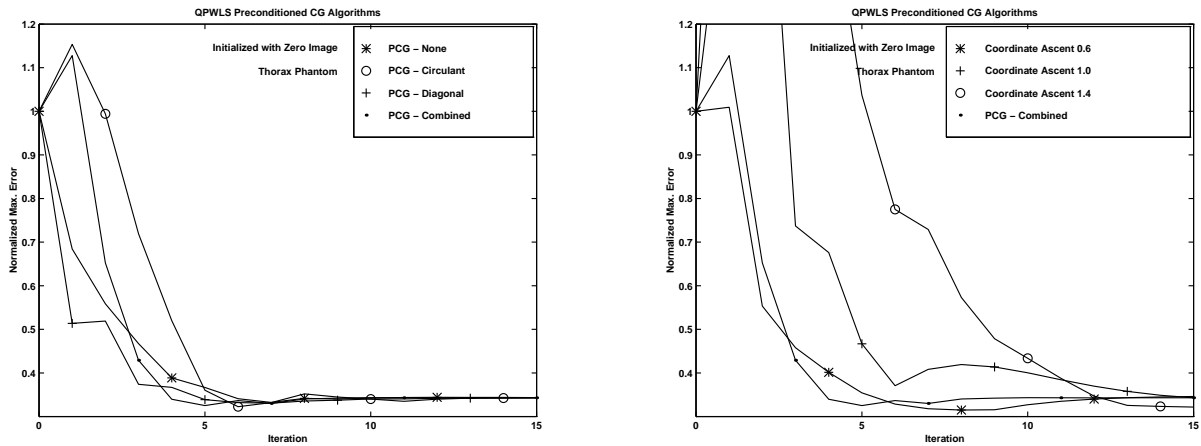 QPWLS Preconditioned CG Algorithms
1.2
1.1
1
0.9
0.8
0.7
0.6
0.5
0.4
0
5
10
15
Normalized Max. Error
Iteration
Initialized with Zero Image
Thorax Phantom
PCG – None
PCG – Circulant
PCG – Diagonal
PCG – Combined
QPWLS Preconditioned CG Algorithms
1.2
1.1
1
0.9
0.8
0.7
0.6
0.5
0.4
0
5
10
15
Normalized Max. Error
Iteration
Initialized with Zero Image
Thorax Phantom
Coordinate Ascent 0.6
Coordinate Ascent 1.0
Coordinate Ascent 1.4
PCG – Combined